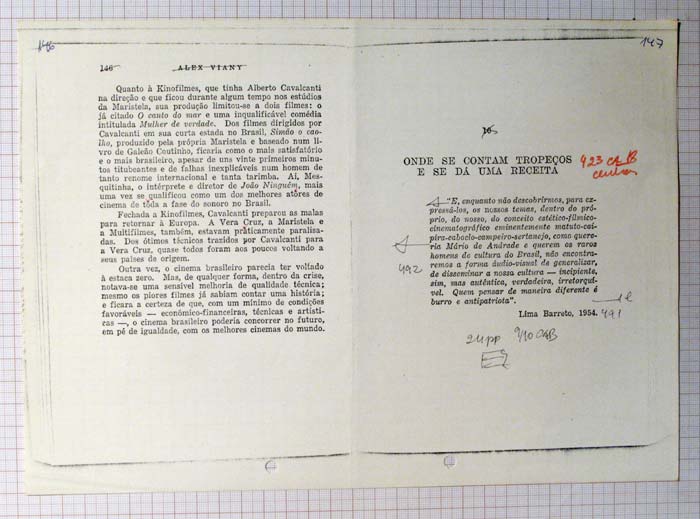 146
146 ALEX VIANY
Quanto à Kinofilmes, que tinha Alberto Cavalcanti
na direção e que ficou durante algum tempo nos estúdios
da Maristela, sua produção limitou-se a dois filmes: o
já citado O canto do mar e uma inqualificável comédia
intitulada Mulher de verdade. Dos filmes dirigidos por
Cavalcanti em sua curta estada no Brasil, Simão o cao-
lho, produzido pela própria Maristela e baseado num li-
vro de Galeão Coutinho, ficaria como o mais satisfatório
e o mais brasileiro, apesar de uns vinte primeiros minu-
tos titubeantes e de falhas inexplicáveis num homem de
tanto renome internacional e tanta tarimba. Aí, Mes-
quitinha, o intérprete e diretor de João Ninguém, mais
uma vez se qualificou como um dos melhores atôres de
cinema de tôda a fase do sonoro no Brasil.
Fechada a Kinofilmes, Cavalcanti preparou as malas
para retornar à Europa. A Vera Cruz, a Maristela e
a Multifilmes, também, estavam pràticamente paralisa-
das. Dos ótimos técnicos trazidos por Cavalcanti para
a Vera Cruz, quase todos foram aos poucos voltando a
seus países de origem.
Outra vez, o cinema brasileiro parecia ter voltado
à estaca zero. Mas, de qualquer forma, dentro da crise,
notava-se uma sensível melhoria de qualidade técnica;
mesmo os piores filmes já sabiam contar uma história;
e ficara a certeza de que, com um mínimo de condições
favoráveis — econômico-financeiras, técnicas e artísti-
cas —, o cinema brasileiro poderia concorrer no futuro,
em pé de igualdade, com os melhores cinemas do mundo.
147
16
ONDE SE CONTAM TROPEÇOS
E SE DÁ UMA RECEITA
423 CAB
"E, enquanto não descobrirmos, para ex-
pressá-los, os nossos temas, dentro do pró-
prio, do nosso, do conceito estético-fílmico-
cinematográfico eminentemente matuto-cai-
pira-caboclo-campeiro-sertanejo, como quere-
ria Mário de Andrade e querem os raros
homens de cultura do Brasil, não encontra-
remos a forma áudio-visual de generalizar,
de disseminar a nossa cultura — incipiente,
sim, mas autêntica, verdadeira, irretorquí-
vel. Quem pensar de maneira diferente é
burro e antipatriota".
492
Lima Barreto, 1954. 491
24pp 9/10 CAB